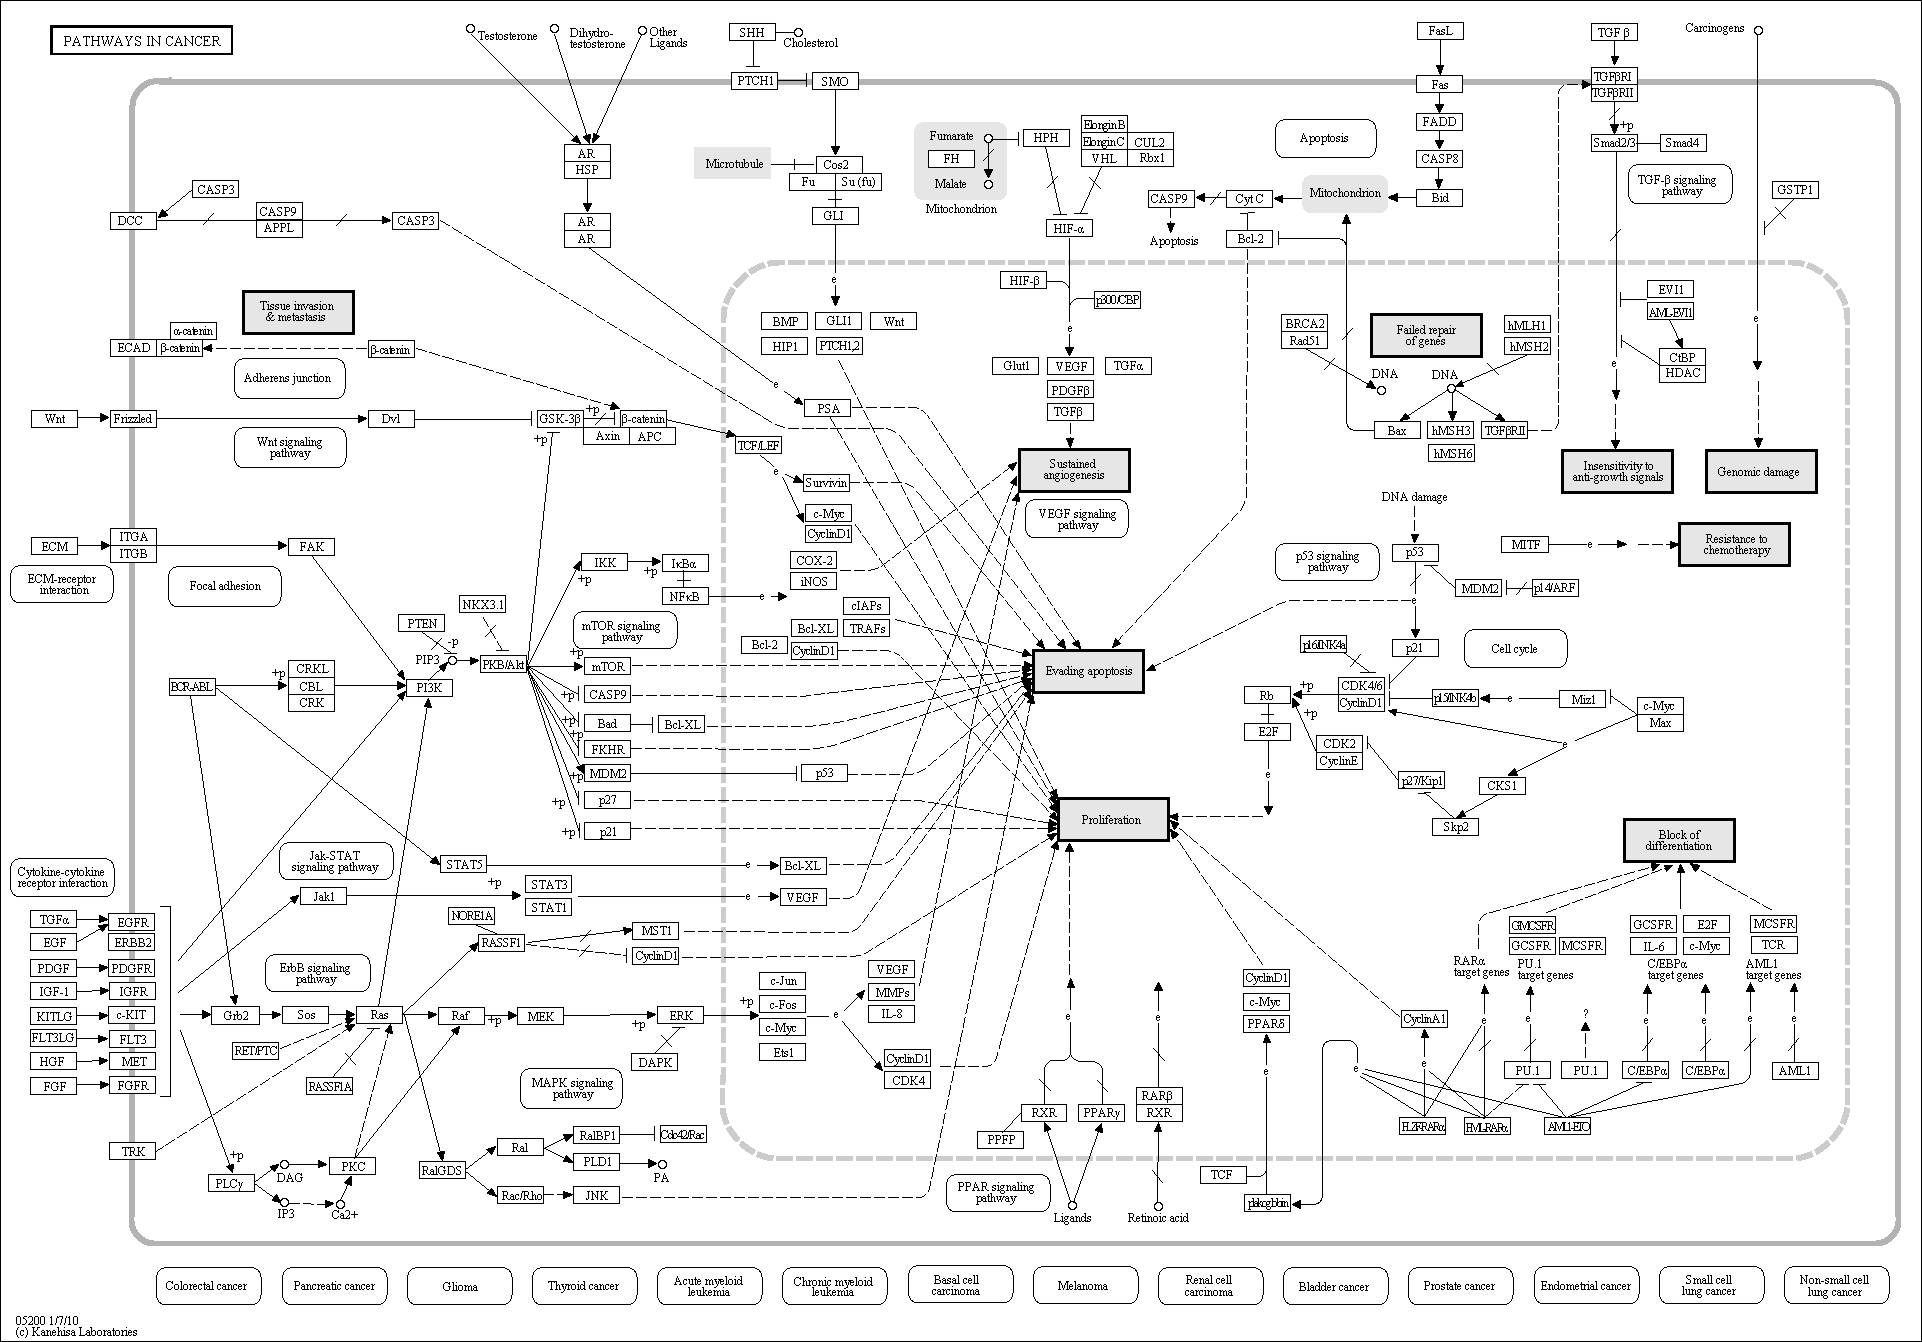 PATHWAYS IN CANCER
Testosterone
Dihydro-
testosterone
Other
Ligands
SHH
Cholesterol
PTCH1
SMO
FasL
Fas
FADD
CASP8
Bid
TGF β
TGFβRI
TGFβRII
+p
Smad2/3
Smad4
TGF-β signaling
pathway
Carcinogens
GSTP1
AR
HSP
AR
AR
Microtubule
Cos2
Fu
Su (fu)
GLI
Fumarate
FH
Malate
Mitochondrion
HPH
ElonginB
ElonginC
CUL2
VHL
Rbx1
HIF-α
Apoptosis
CASP9
CytC
Mitochondrion
Apoptosis
Bcl-2
CASP3
DCC
CASP9
APPL
CASP3
Tissue invasion
& metastasis
α-catenin
ECAD
β-catenin
β-catenin
Adherens junction
e
BMP
GLI1
Wnt
HIP1
PTCH1,2
HIF-β
p300/CBP
e
Glut1
VEGF
TGFα
PDGFβ
TGFβ
Sustained
angiogenesis
VEGF signaling
pathway
BRCA2
Rad51
DNA
Failed repair
of genes
hMLH1
hMSH2
DNA
Bax
hMSH3
TGFβRII
hMSH6
EVI1
AML-EVI1
CtBP
HDAC
e
e
Insensitivity to
anti-growth signals
Genomic damage
Wnt
Frizzled
Dvl
GSK-3β
+p
β-catenin
Axin
APC
+p
Wnt signaling
pathway
e
PSA
TCF/LEF
e
Survivin
c-Myc
CyclinD1
COX-2
iNOS
DNA damage
p53
MITF
e
Resistance to
chemotherapy
p53 signaling
pathway
MDM2
p14/ARF
e
p21
Cell cycle
ECM
ITGA
ITGB
FAK
ECM-receptor
interaction
Focal adhesion
IKK
+p
+p
IκBα
NFκB
e
PTEN
-p
PIP3
NKX3.1
PKB/Akt
mTOR signaling
pathway
+p
mTOR
cIAPs
Bcl-XL
TRAFs
Bcl-2
CyclinD1
Evading apoptosis
BCR-ABL
+p
CRKL
CBL
CRK
PI3K
+p
CASP9
+p
Bad
Bcl-XL
+p
FKHR
+p
MDM2
p53
+p
p27
+p
p21
Proliferation
p16/INK4a
CDK4/6
CyclinD1
Rb
+p
+p
E2F
e
p15/INK4b
e
Miz1
c-Myc
Max
e
CDK2
CyclinE
p27/Kip1
CKS1
Skp2
Block of
differentiation
Jak-STAT
signaling pathway
STAT5
e
Bcl-XL
Jak1
+p
STAT3
STAT1
e
VEGF
NORE1A
RASSF1
MST1
CyclinD1
Cytokine-cytokine
receptor interaction
TGFα
EGFR
EGF
ERBB2
PDGF
PDGFR
IGF-1
IGFR
KITLG
c-KIT
FLT3LG
FLT3
HGF
MET
FGF
FGFR
TRK
ErbB signaling
pathway
Grb2
Sos
Ras
Raf
+p
MEK
+p
ERK
+p
RET/PTC
RASSF1A
DAPK
MAPK signaling
pathway
c-Jun
c-Fos
c-Myc
Ets1
e
VEGF
MMPs
IL-8
CyclinD1
CDK4
+p
PLCγ
DAG
IP3
PKC
Ca2+
RalGDS
Ral
RalBP1
Cdc42/Rac
PLD1
PA
Rac/Rho
JNK
e
RXR
PPARγ
PPFP
PPAR signaling
pathway
Ligands
RARβ
RXR
Retinoic acid
CyclinD1
c-Myc
PPARδ
e
TCF
plakoglobin
e
CyclinA1
e
RARα
target genes
e
GMCSFR
GCSFR
MCSFR
PU.1
target genes
e
PU.1
?
PU.1
GCSFR
E2F
IL-6
c-Myc
C/EBPα
target genes
e
e
C/EBPα
C/EBPα
MCSFR
TCR
AML1
target genes
e
e
AML1
PLZF-RARα
PML-RARα
AML1-ETO
Colorectal cancer
Pancreatic cancer
Glioma
Thyroid cancer
Acute myeloid
leukemia
Chronic myeloid
leukemia
Basal cell
carcinoma
Melanoma
Renal cell
carcinoma
Bladder cancer
Prostate cancer
Endometrial cancer
Small cell
lung cancer
Non-small cell
lung cancer
05200 1/7/10
(c) Kanehisa Laboratories